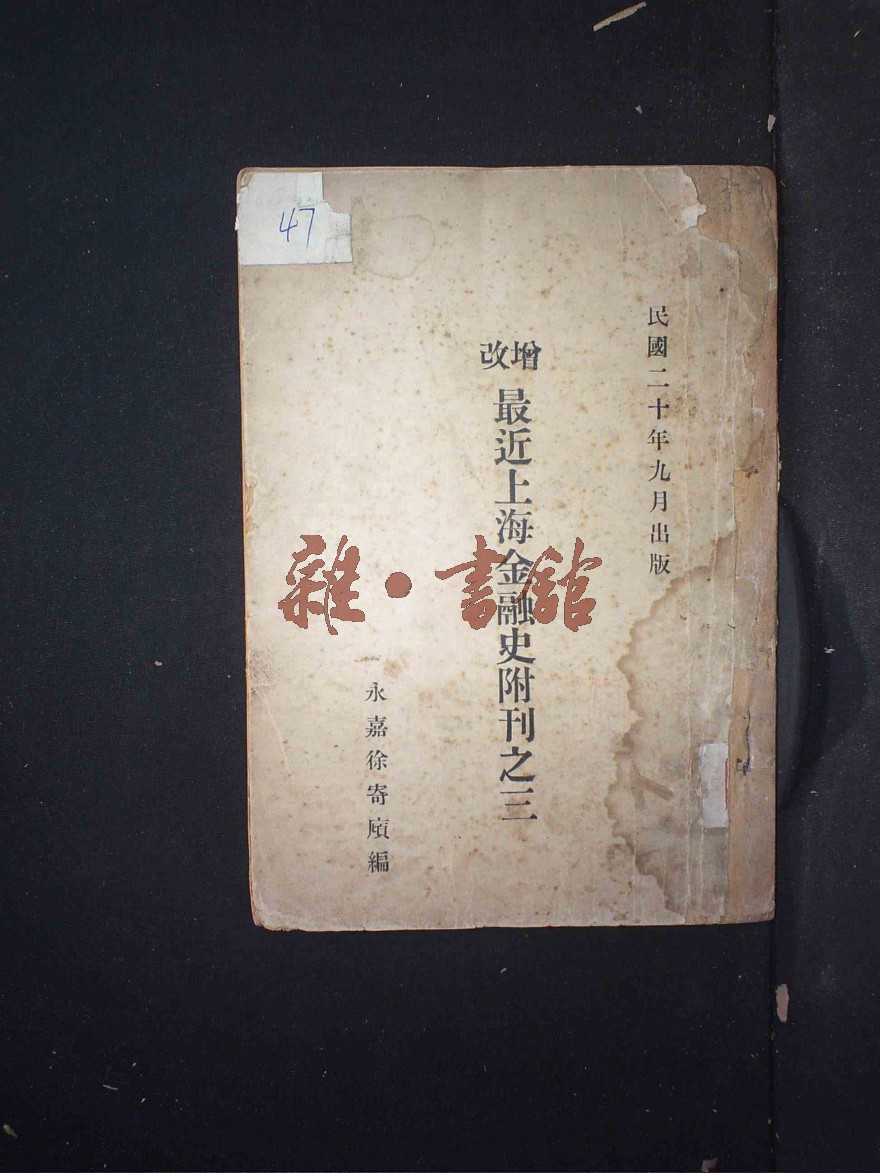 47
民國二十年九月出版
增改
最近上海金融史附刊之三
永嘉徐寄廎編
雜·書館